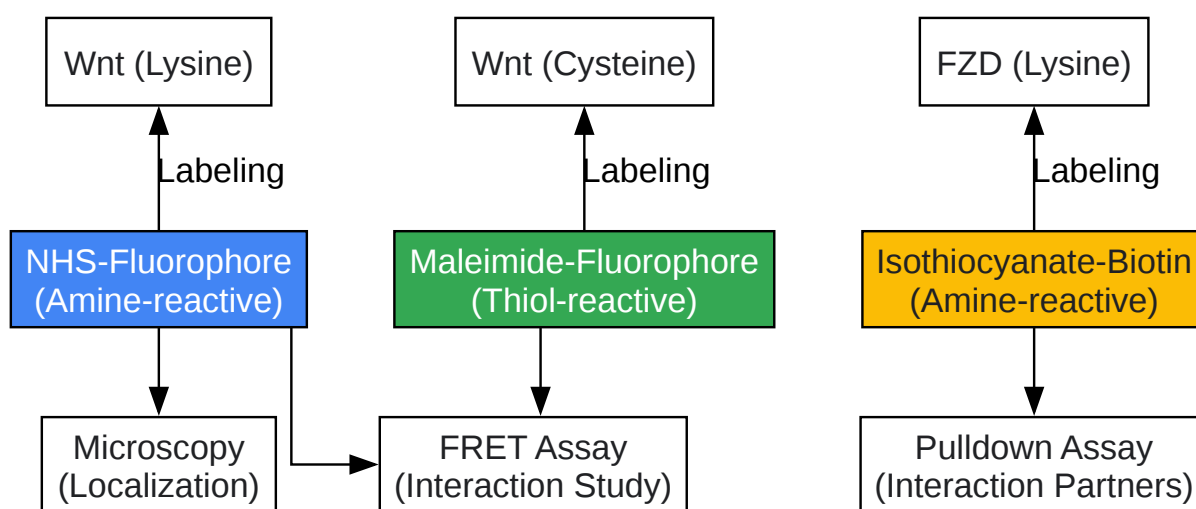 Wnt (Lysine)
Wnt (Cysteine)
FZD (Lysine)
Labeling
Labeling
Labeling
NHS-Fluorophore
(Amine-reactive)
Maleimide-Fluorophore
(Thiol-reactive)
Isothiocyanate-Biotin
(Amine-reactive)
Microscopy
(Localization)
FRET Assay
(Interaction Study)
Pulldown Assay
(Interaction Partners)